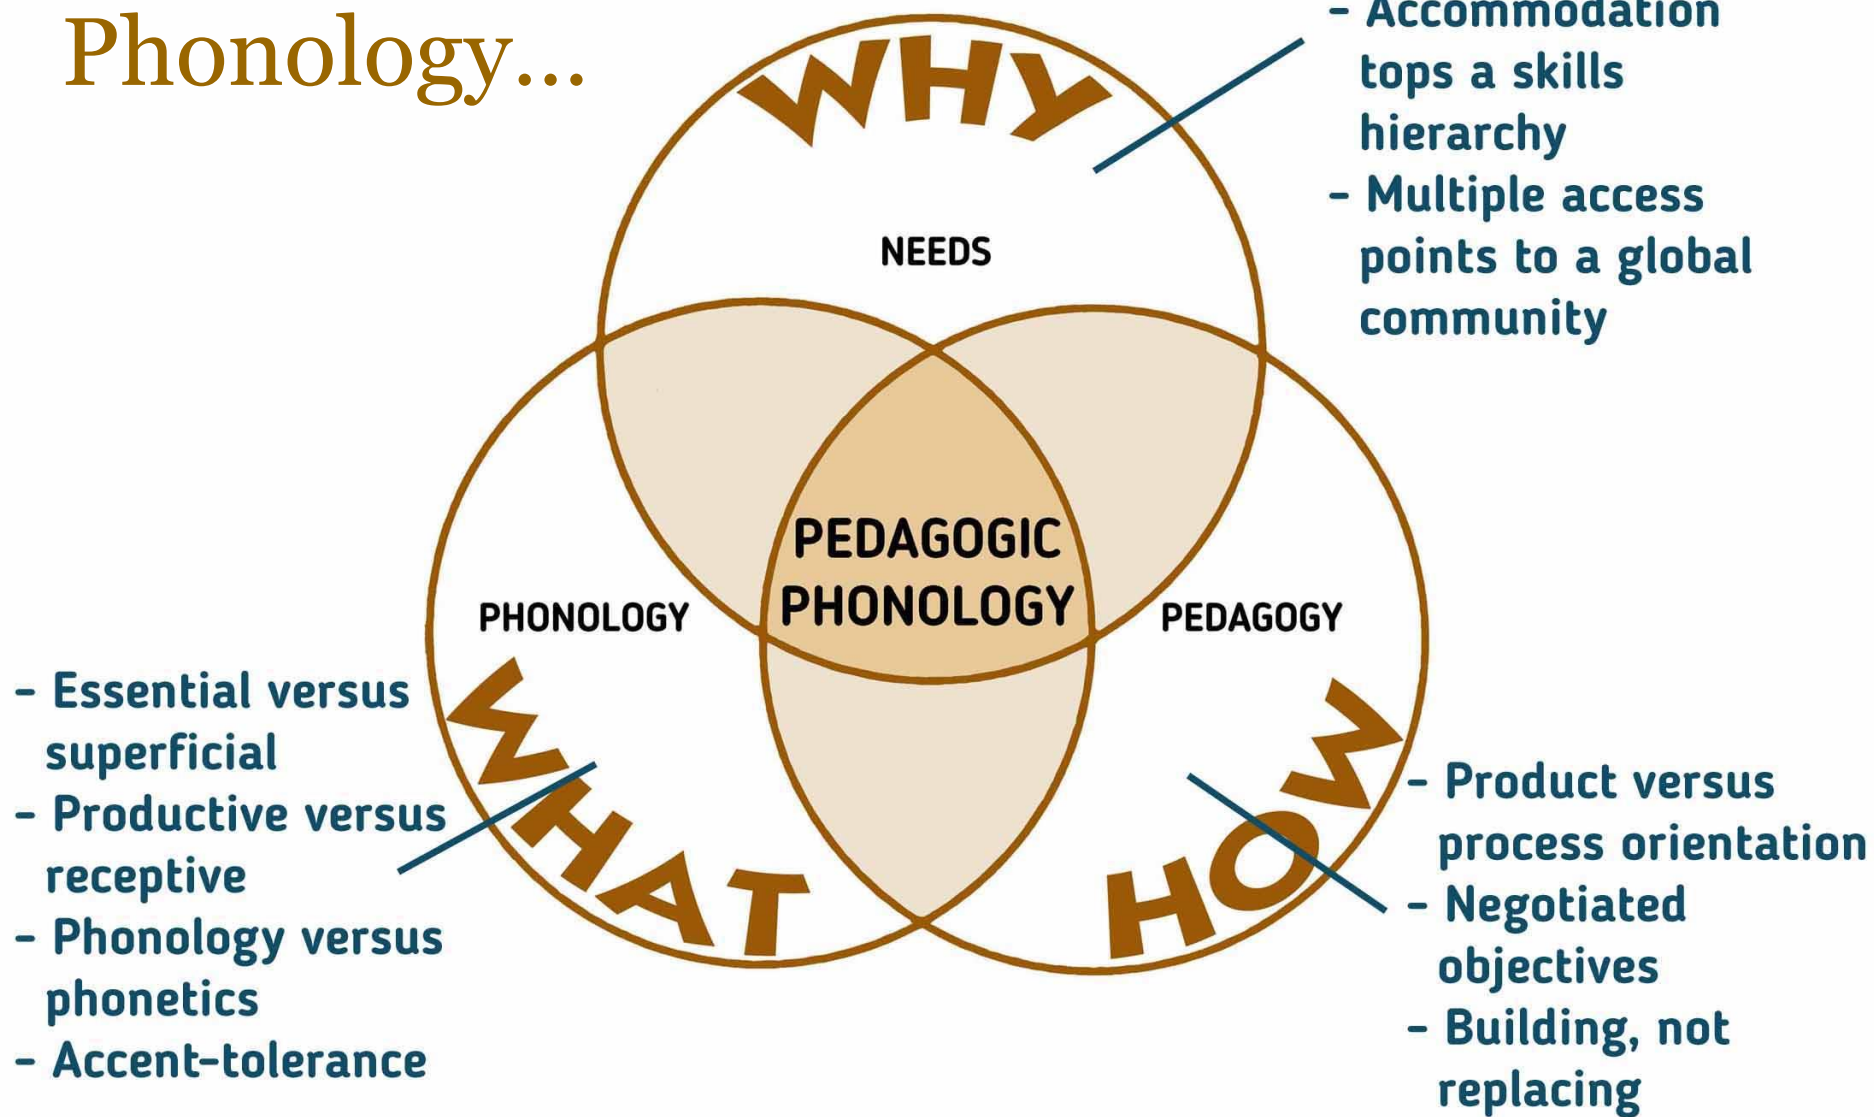 Phonology...
WHY
- Accommodation
tops a skills
hierarchy
- Multiple access
points to a global
community
NEEDS
PEDAGOGIC
PHONOLOGY
PHONOLOGY
PEDAGOGY
WHAT
- Essential versus
superficial
- Productive versus
receptive
- Phonology versus
phonetics
- Accent-tolerance
HOW
- Product versus
process orientation
- Negotiated
objectives
- Building, not
replacing